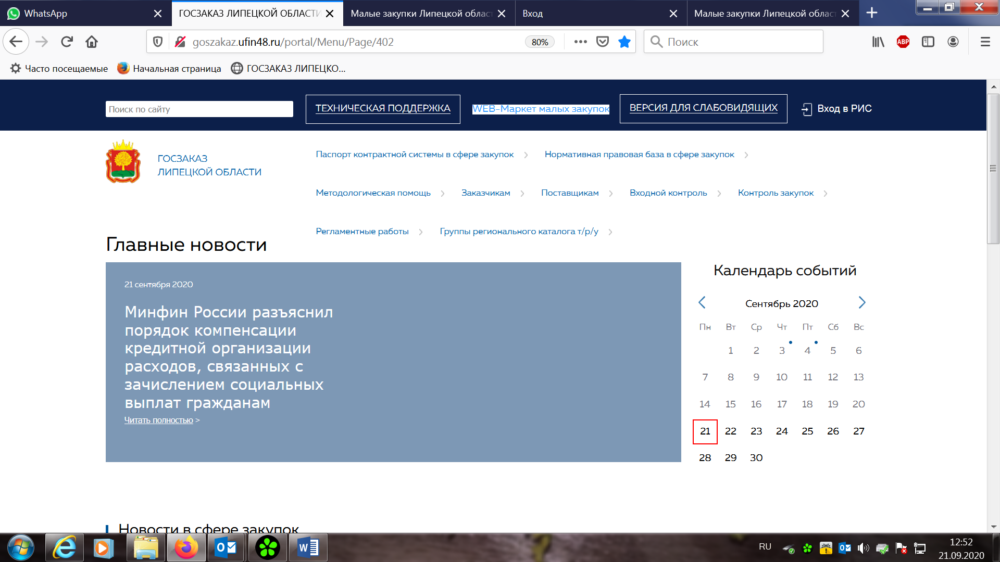 WhatsApp
ГОСЗАКАЗ ЛИПЕЦКОЙ ОБЛАСТИ
Малые закупки Липецкой област
Вход
Малые закупки Липецкой област
goszakaz.ufin48.ru/portal/Menu/Page/402
80%
Поиск
ABP
Часто посещаемые
Начальная страница
ГОСЗАКАЗ ЛИПЕЦКО...
Поиск по сайту
ТЕХНИЧЕСКАЯ ПОДДЕРЖКА
WEB-Маркет малых закупок
ВЕРСИЯ ДЛЯ СЛАБОВИДЯЩИХ
Вход в РИС
ГОСЗАКАЗ
ЛИПЕЦКОЙ ОБЛАСТИ
Паспорт контрактной системы в сфере закупок
Нормативная правовая база в сфере закупок
Методологическая помощь
Заказчикам
Поставщикам
Входной контроль
Контроль закупок
Регламентные работы
Группы регионального каталога т/р/у
Главные новости
21 сентября 2020
Минфин России разъяснил
порядок компенсации
кредитной организации
расходов, связанных с
зачислением социальных
выплат гражданам
Читать полностью >
Календарь событий
Сентябрь 2020
Пн Вт Ср Чт Пт Сб Вс
1 2 3 4 5 6
7 8 9 10 11 12 13
14 15 16 17 18 19 20
21 22 23 24 25 26 27
28 29 30
Новости в сфере закупок
RU
12:52
21.09.2020